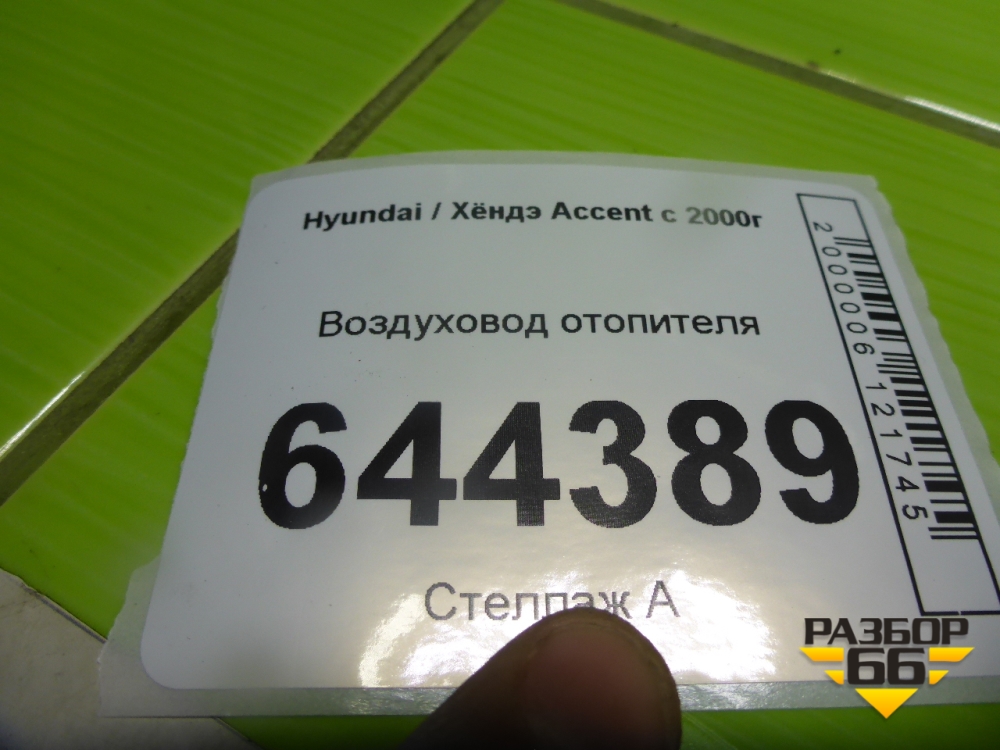 Hyundai / Хёндэ Accent с 2000г
Воздуховод отопителя
644389
Стеллаж А
2000006121745
РАЗБОР
66